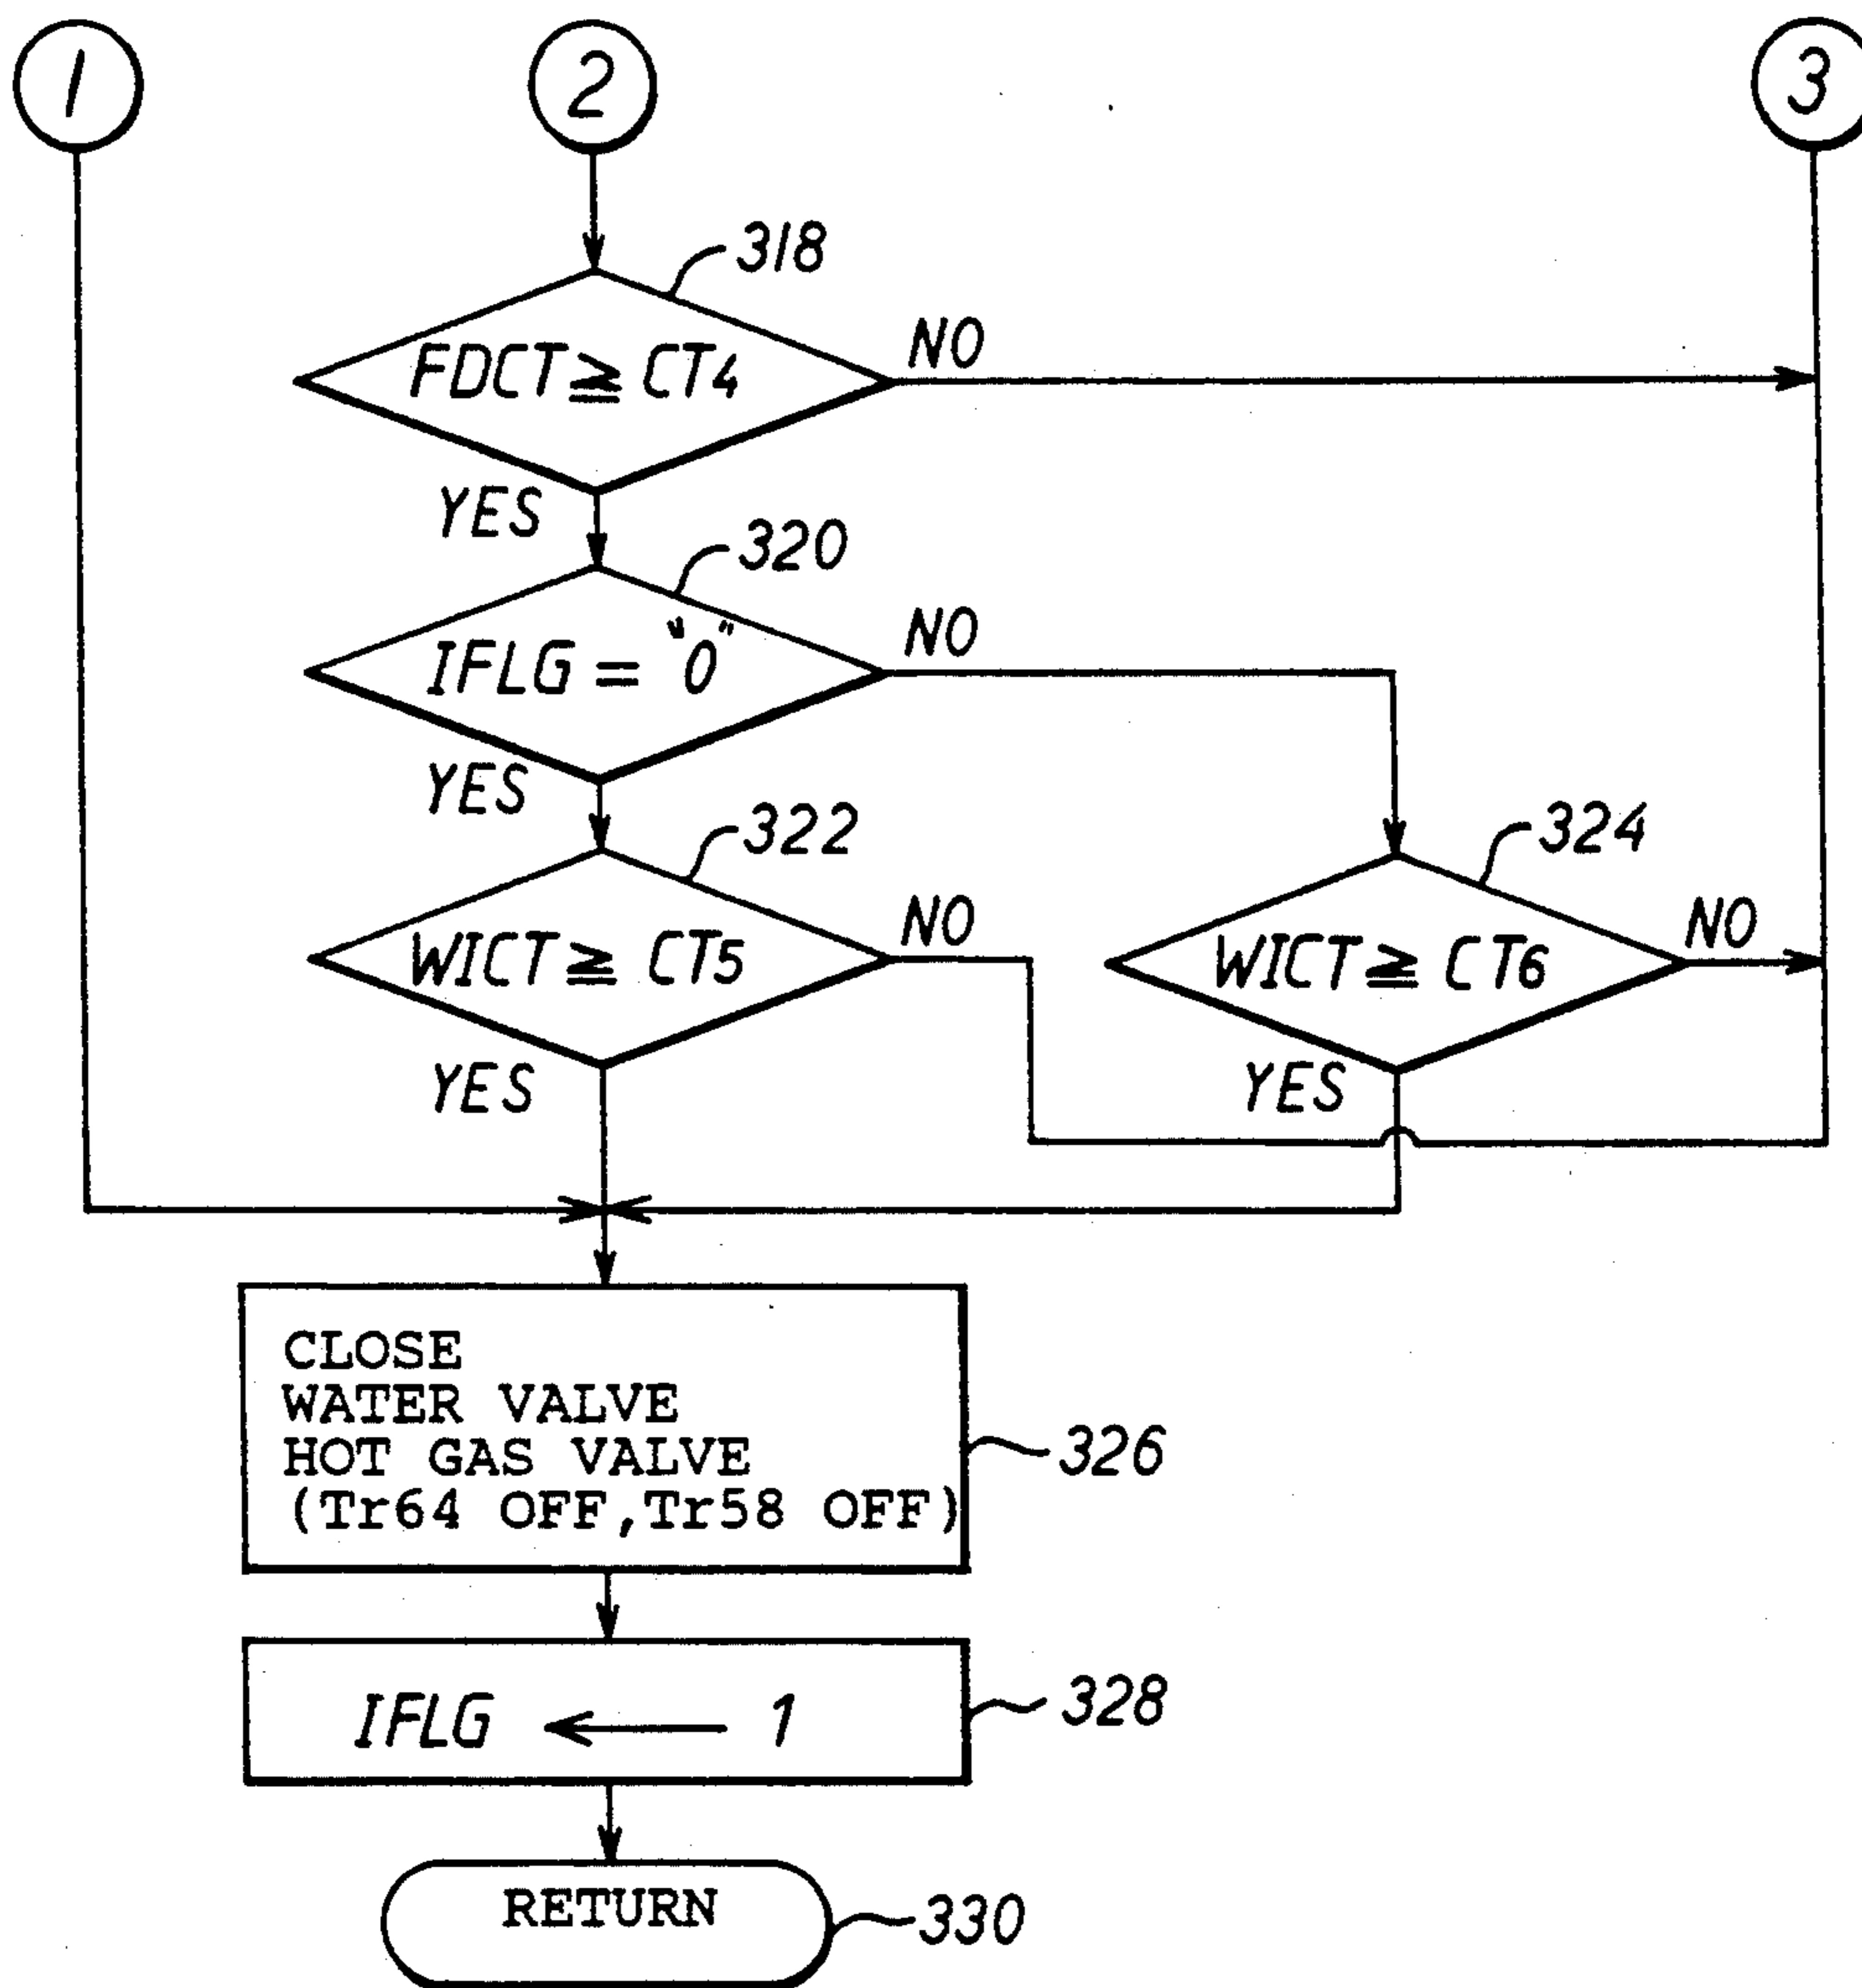 1
2
3
318
FDCT ≧ CT4
NO
YES
320
IFLG = "0"
NO
YES
322
WICT ≧ CT5
NO
YES
324
WICT ≧ CT6
NO
YES
CLOSE
WATER VALVE
HOT GAS VALVE
(Tr64 OFF,Tr58 OFF)
326
IFLG ← 1
328
RETURN
330